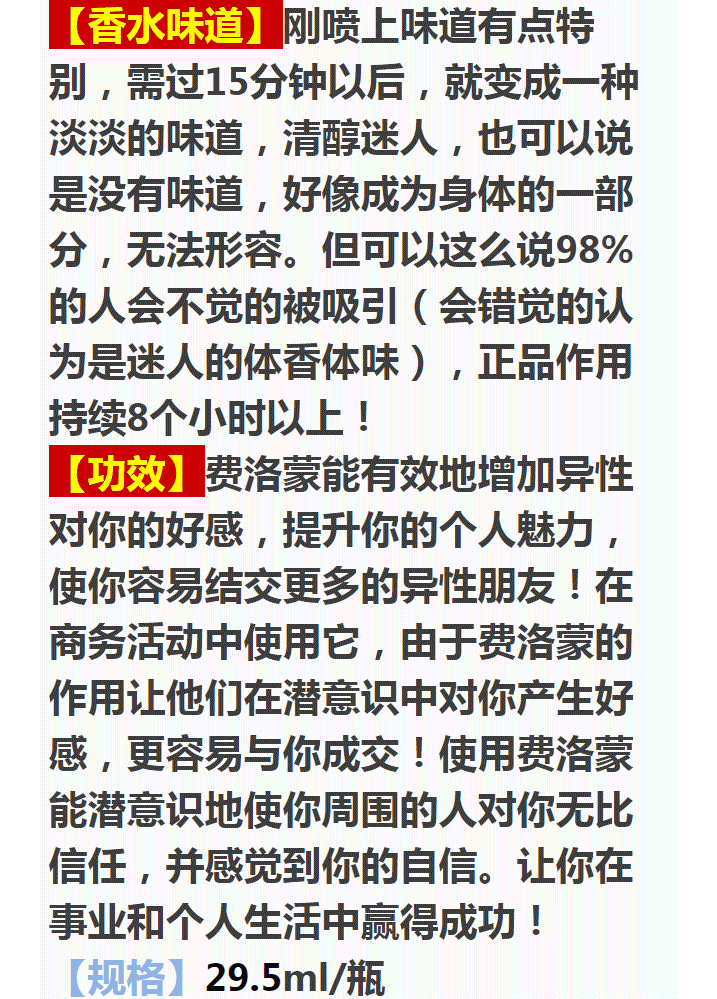 【香水味道】刚喷上味道有点特
别，需过15分钟以后，就变成一种
淡淡的味道，清醇迷人，也可以说
是没有味道，好像成为身体的一部
分，无法形容。但可以这么说98%
的人会不觉的被吸引（会错觉的认
为是迷人的体香体味），正品作用
持续8个小时以上！
【功效】费洛蒙能有效地增加异性
对你的好感，提升你的个人魅力，
使你容易结交更多的异性朋友！在
商务活动中使用它，由于费洛蒙的
作用让他们在潜意识中对你产生好
感，更容易与你成交！使用费洛蒙
能潜意识地使你周围的人对你无比
信任，并感觉到你的自信。让你在
事业和个人生活中赢得成功！
【规格】29.5ml/瓶